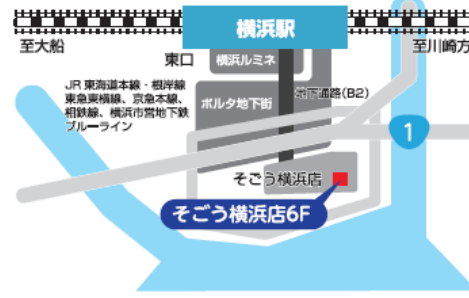 横浜駅
至大船
至川崎方
東口
横浜ルミネ
JR東海道本線・根岸線
東急東横線、京急本線、
相鉄線、横浜市営地下鉄
ブルーライン
ポルタ地下街
地下通路(B2)
1
そごう横浜店
そごう横浜店6F